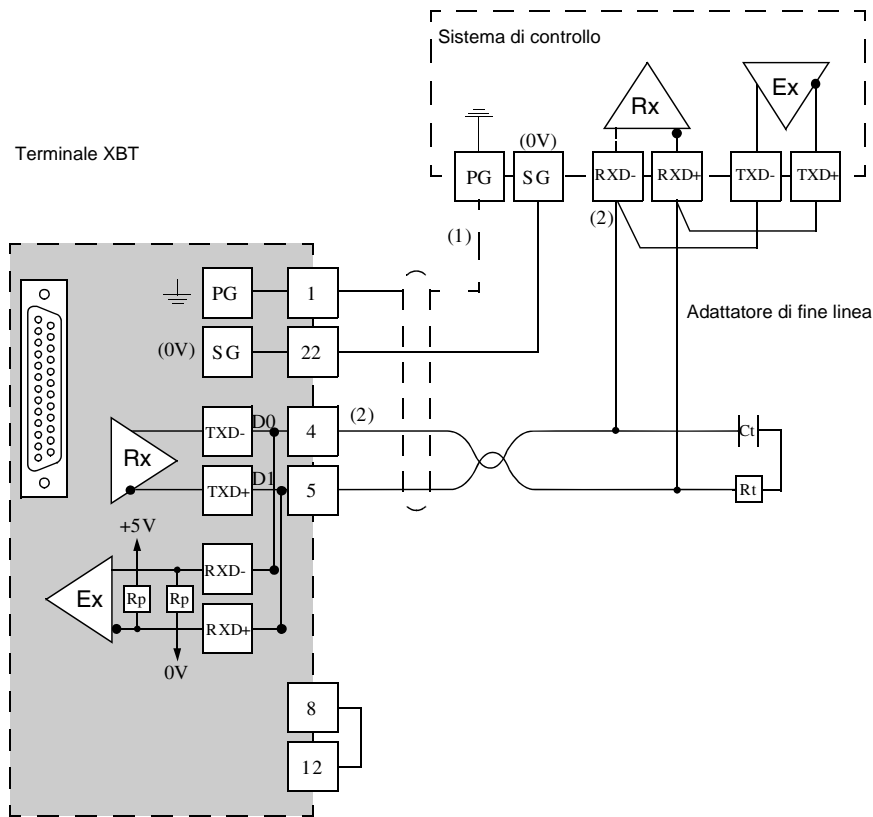 Sistema di controllo
Rx
Ex
Terminale XBT
(0V)
PG
SG
RXD-
RXD+
TXD-
TXD+
(1)
(2)
Adattatore di fine linea
PG
1
(0V)
SG
22
TXD-
D0
4
(2)
Ct
Rx
TXD+
D1
5
Rt
+5V
RXD-
Ex
Rp
Rp
RXD+
0V
8
12